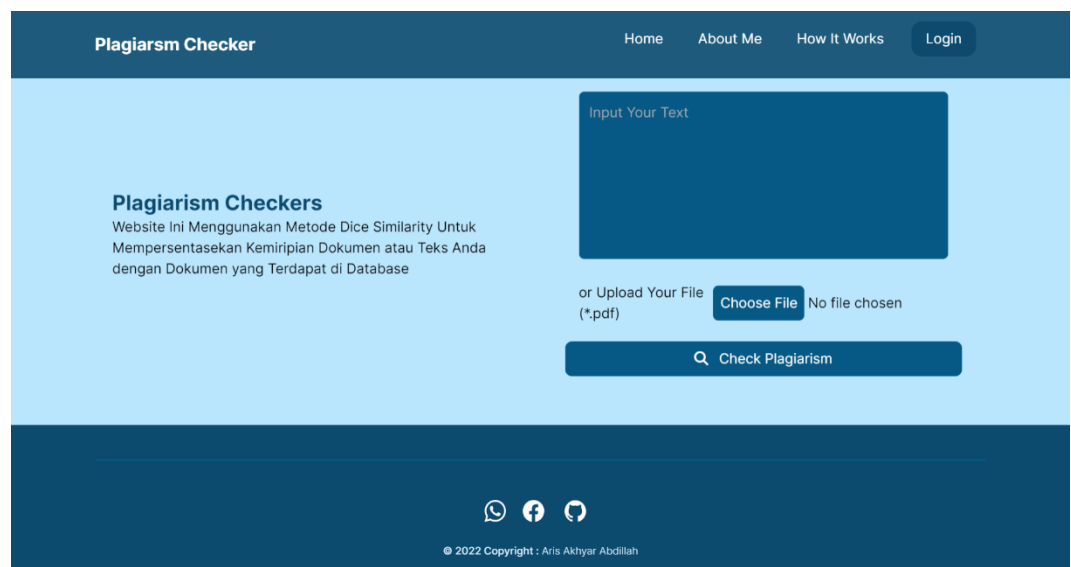 Plagiarsm Checker
Home About Me How It Works Login
Input Your Text
Plagiarism Checkers
Website Ini Menggunakan Metode Dice Similarity Untuk
Mempersentasekan Kemiripian Dokumen atau Teks Anda
dengan Dokumen yang Terdapat di Database
or Upload Your File
(*.pdf)
Choose File No file chosen
Check Plagiarism
© 2022 Copyright : Aris Akhyar Abdillah